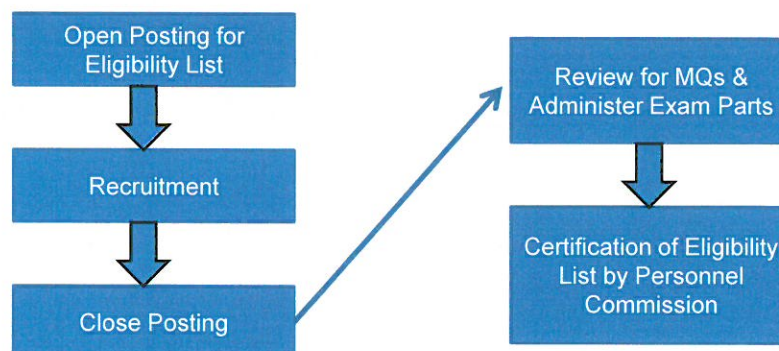 Open Posting for
Eligibility List
Recruitment
Close Posting
Review for MQs &
Administer Exam Parts
Certification of Eligibility
List by Personnel
Commission